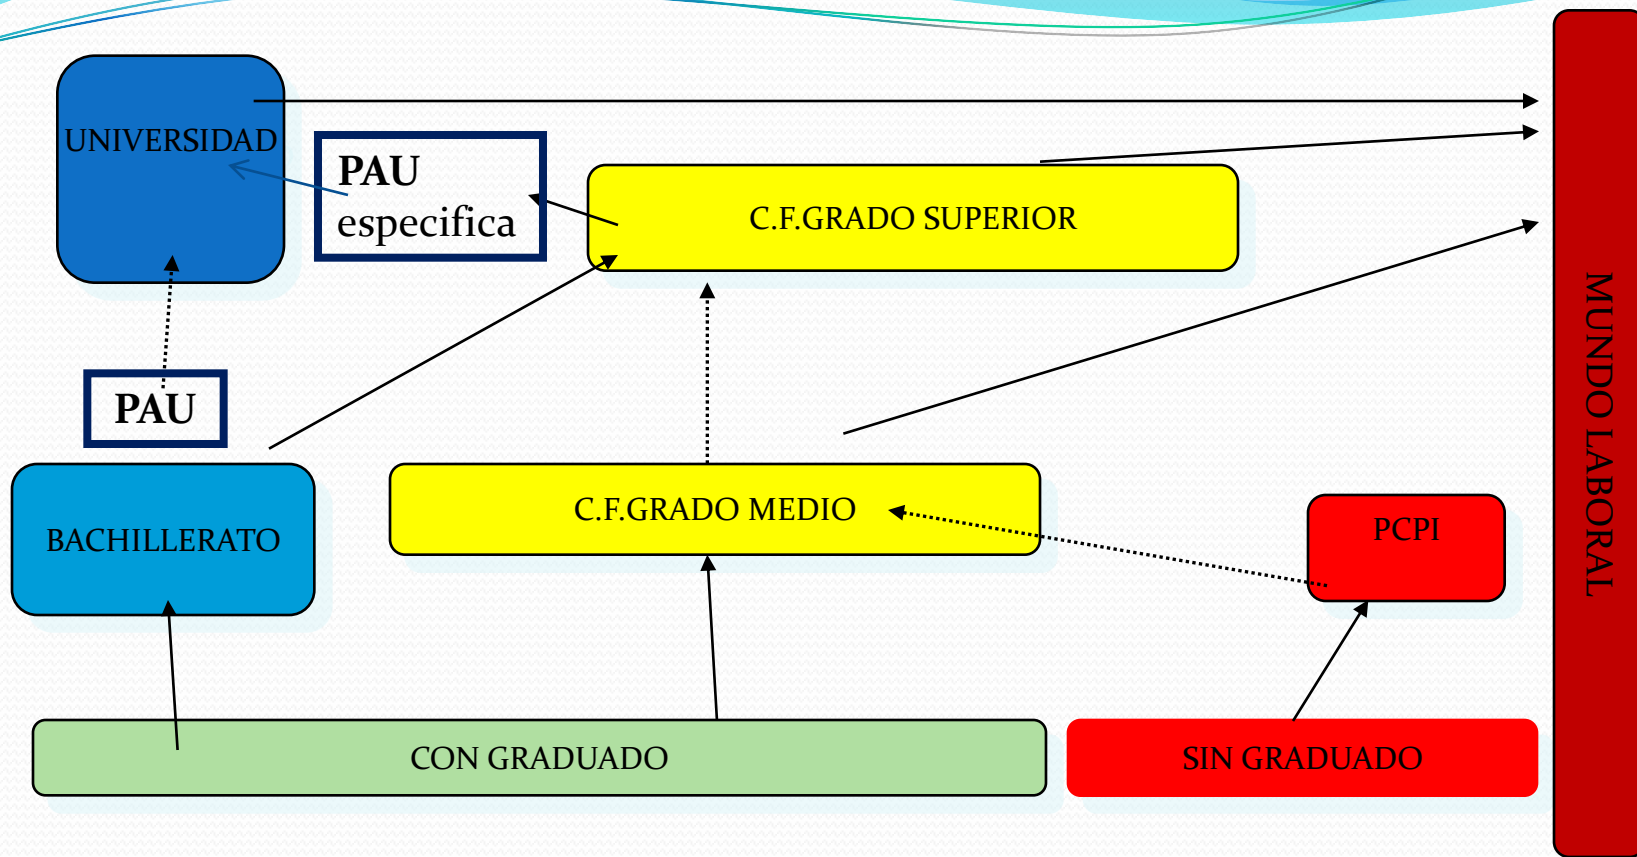 UNIVERSIDAD
PAU
especifica
C.F.GRADO SUPERIOR
PAU
BACHILLERATO
C.F.GRADO MEDIO
PCPI
MUNDO LABORAL
CON GRADUADO
SIN GRADUADO